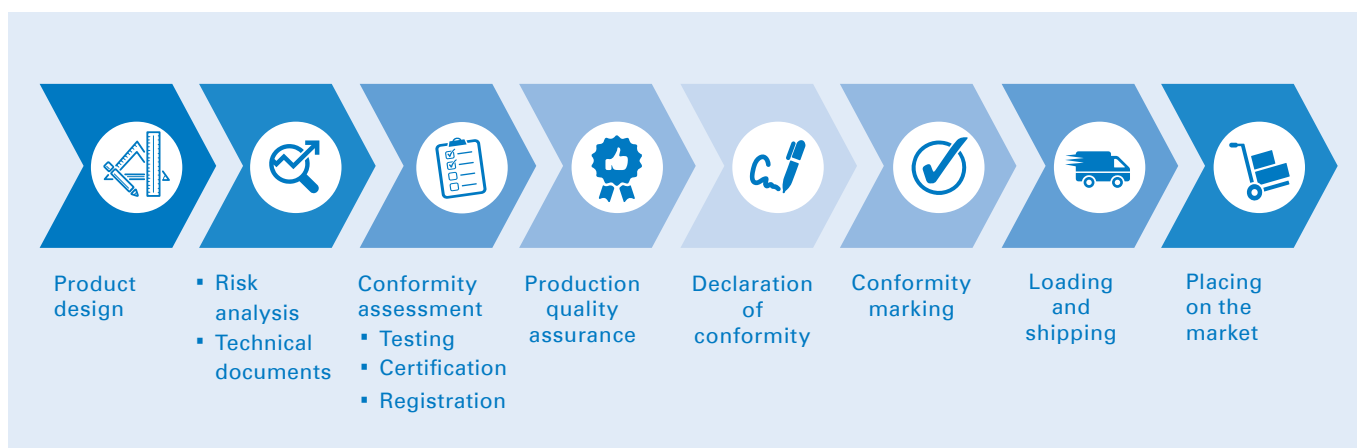 Product
design
▪ Risk
analysis
▪ Technical
documents
Conformity
assessment
▪ Testing
▪ Certification
▪ Registration
Production
quality
assurance
Declaration
of
conformity
Conformity
marking
Loading
and
shipping
Placing
on the
market